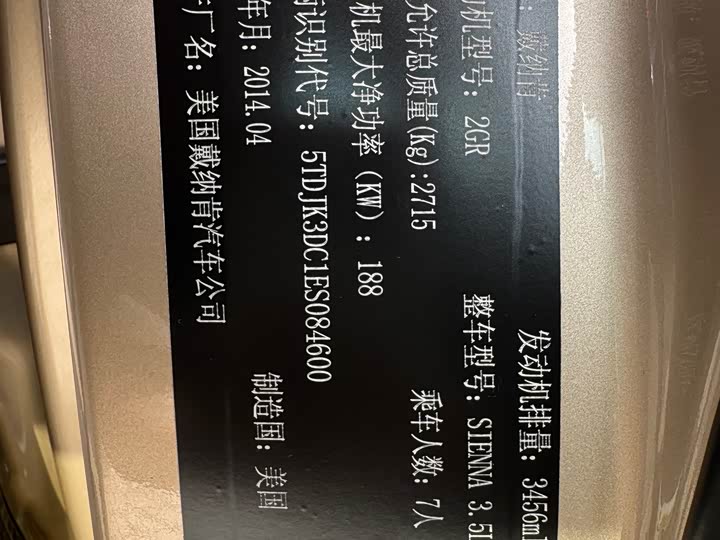 ：戴纳肯 发动机排量：3456m
机型号：2GR 整车型号：SIENNA 3.5L
允许总质量(Kg):2715 乘车人数：7人
机最大净功率（KW）：188
识别代号：5TDJK3DC1ES084600
年月：2014.04 制造国：美国
厂名：美国戴纳肯汽车公司